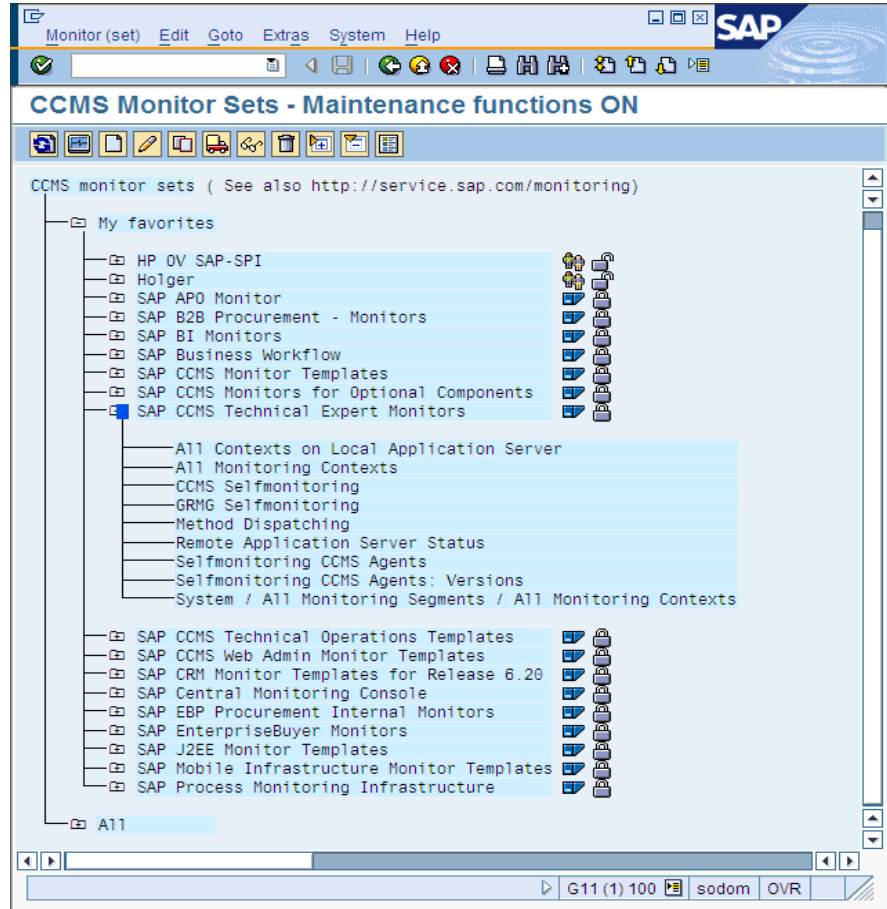 SAP
Monitor (set) Edit Goto Extras System Help
CCMS Monitor Sets - Maintenance functions ON
CCMS monitor sets ( See also http://service.sap.com/monitoring)
My favorites
HP OV SAP-SPI
Holger
SAP APO Monitor
SAP B2B Procurement - Monitors
SAP BI Monitors
SAP Business Workflow
SAP CCMS Monitor Templates
SAP CCMS Monitors for Optional Components
SAP CCMS Technical Expert Monitors
All Contexts on Local Application Server
All Monitoring Contexts
CCMS Selfmonitoring
GRMG Selfmonitoring
Method Dispatching
Remote Application Server Status
Selfmonitoring CCMS Agents
Selfmonitoring CCMS Agents: Versions
System / All Monitoring Segments / All Monitoring Contexts
SAP CCMS Technical Operations Templates
SAP CCMS Web Admin Monitor Templates
SAP CRM Monitor Templates for Release 6.20
SAP Central Monitoring Console
SAP EBP Procurement Internal Monitors
SAP EnterpriseBuyer Monitors
SAP J2EE Monitor Templates
SAP Mobile Infrastructure Monitor Templates
SAP Process Monitoring Infrastructure
All
G11 (1) 100 sodom OVR